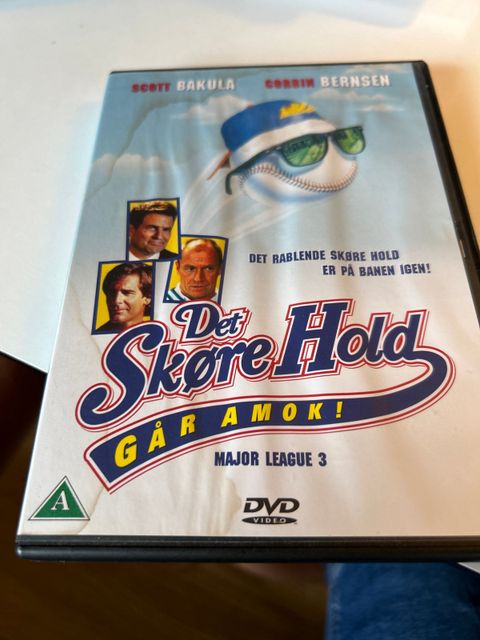 SCOTT BAKULA
CORBIN BERNSEN
DET RABLENDE SKØRE HOLD
ER PÅ BANEN IGEN!
Det
Skøre Hold
GÅR AMOK!
MAJOR LEAGUE 3
A
DVD
VIDEO